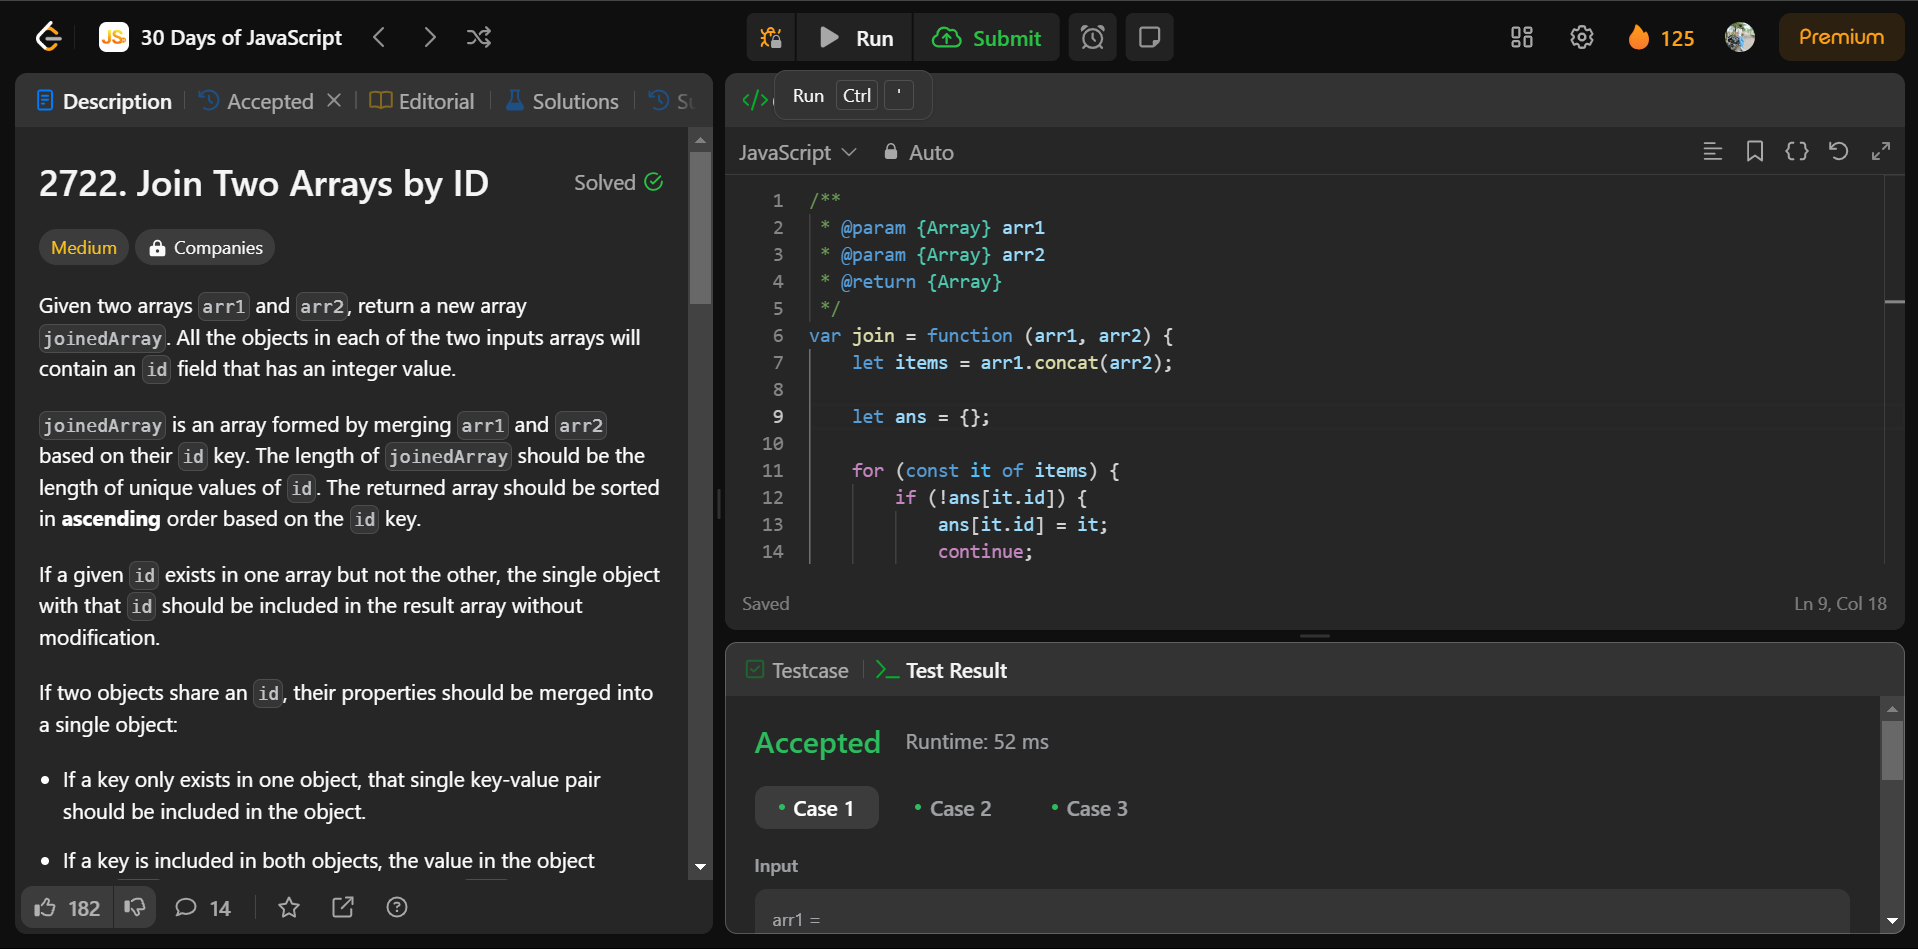 JS
30 Days of JavaScript
Run
Submit
125
Premium
Description
Accepted
Editorial
Solutions
Run Ctrl '
2722. Join Two Arrays by ID
Solved
Medium
Companies
Given two arrays arr1 and arr2, return a new array
joinedArray. All the objects in each of the two inputs arrays will
contain an id field that has an integer value.
joinedArray is an array formed by merging arr1 and arr2
based on their id key. The length of joinedArray should be the
length of unique values of id. The returned array should be sorted
in ascending order based on the id key.
If a given id exists in one array but not the other, the single object
with that id should be included in the result array without
modification.
If two objects share an id, their properties should be merged into
a single object:
• If a key only exists in one object, that single key-value pair
should be included in the object.
• If a key is included in both objects, the value in the object
182
14
JavaScript
Auto
1 /**
2 * @param {Array} arr1
3 * @param {Array} arr2
4 * @return {Array}
5 */
6 var join = function (arr1, arr2) {
7 let items = arr1.concat(arr2);
8
9 let ans = {};
10
11 for (const it of items) {
12 if (!ans[it.id]) {
13 ans[it.id] = it;
14 continue;
Saved
Ln 9, Col 18
Testcase
Test Result
Accepted
Runtime: 52 ms
Case 1
Case 2
Case 3
Input
arr1 =